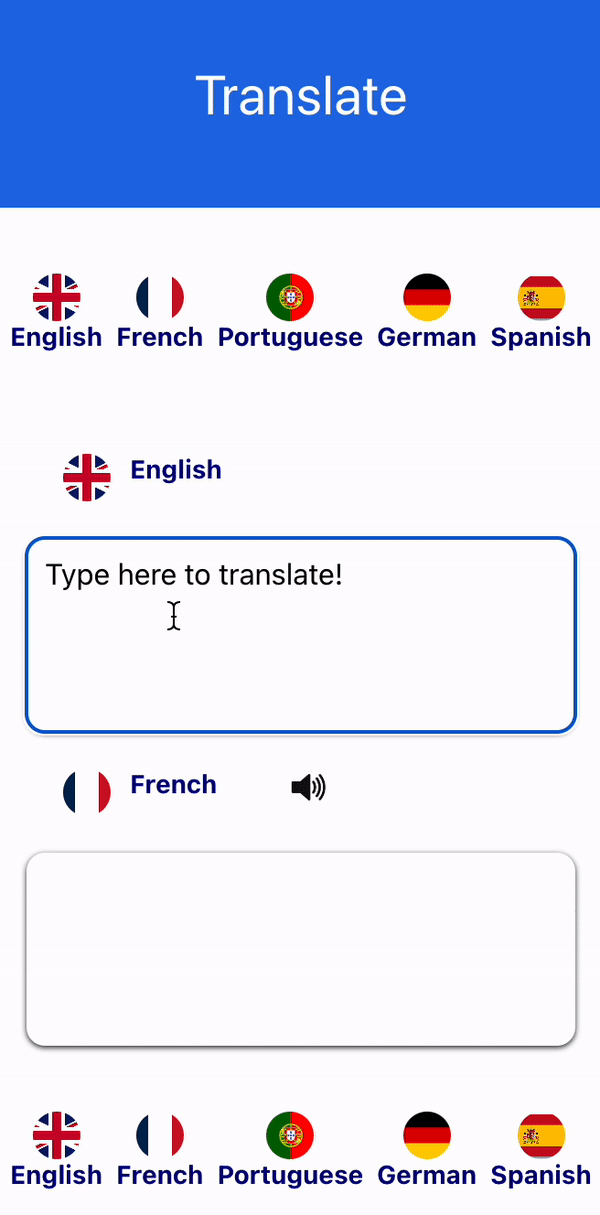 Translate
English French Portuguese German Spanish
English
Type here to translate!
French
English French Portuguese German Spanish